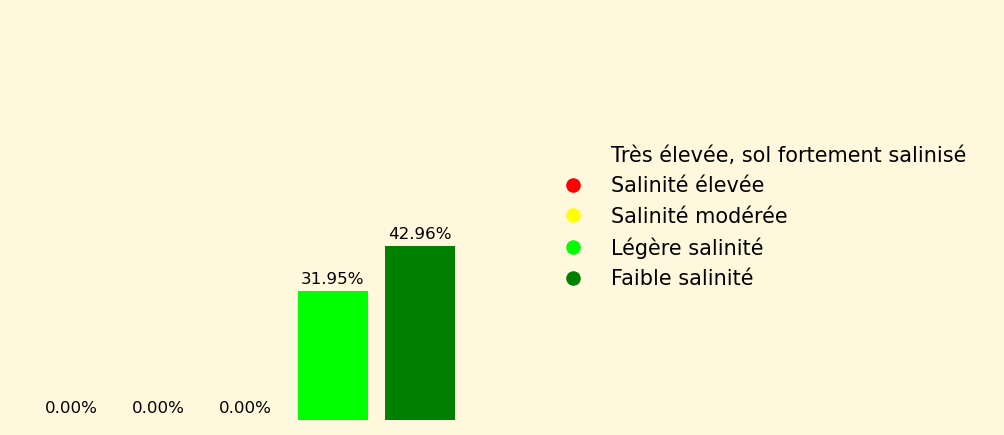 Très élevée, sol fortement salinisé
Salinité élevée
Salinité modérée
Légère salinité
Faible salinité
42.96%
31.95%
0.00% 0.00% 0.00%